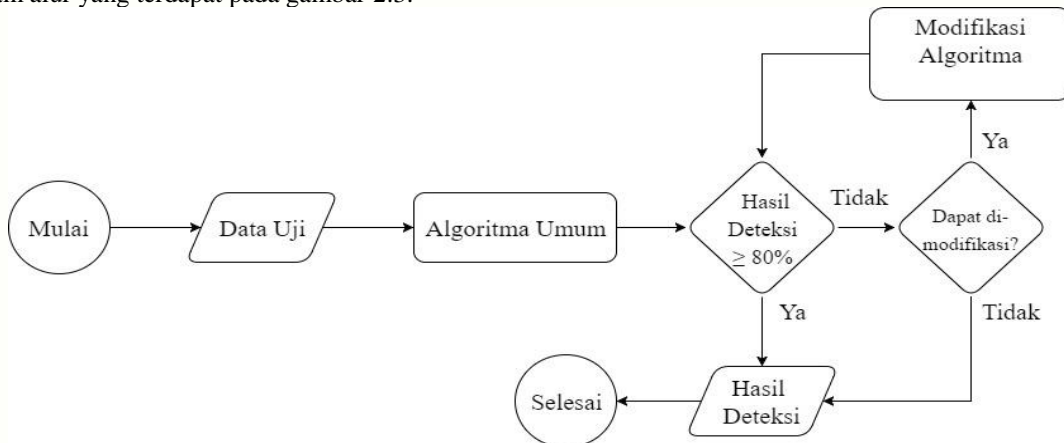 alur yang terdapat pada gambar 2.3.
Modifikasi
Algoritma
Ya
Mulai
Data Uji
Algoritma Umum
Hasil
Deteksi
≥ 80%
Tidak
Dapat di-
modifikasi?
Ya
Tidak
Selesai
Hasil
Deteksi